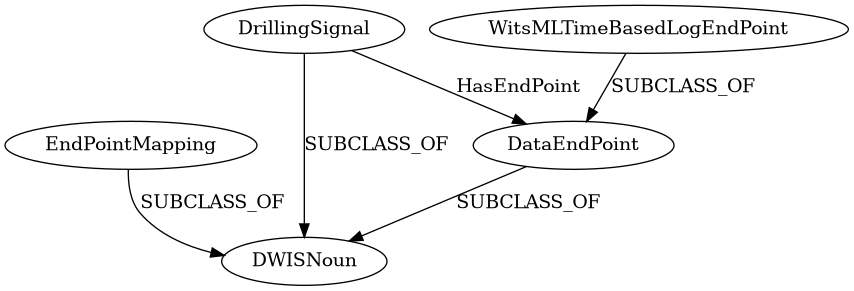 DrillingSignal
WitsMLTimeBasedLogEndPoint
HasEndPoint
SUBCLASS_OF
EndPointMapping
SUBCLASS_OF
DataEndPoint
SUBCLASS_OF
SUBCLASS_OF
DWISNoun